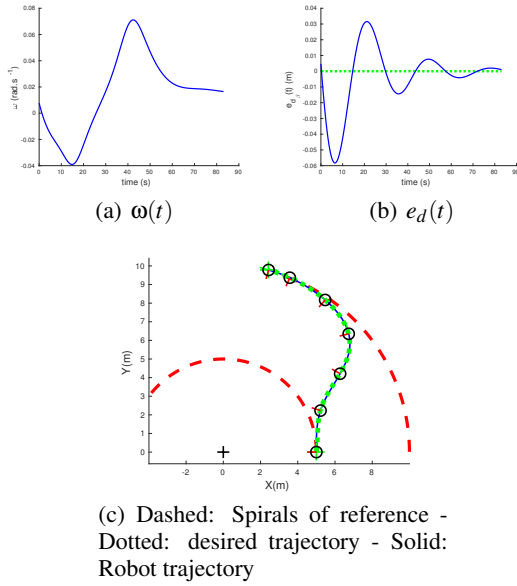 0.08
0.06
0.04
0.02
0
-0.02
-0.04
ω (rad.s⁻¹)
0 10 20 30 40 50 60 70 80 90
time (s)
(a) ω(t)
0.04
0.03
0.02
0.01
0
-0.01
-0.02
-0.03
-0.04
-0.05
-0.06
(t) (m)
0 10 20 30 40 50 60 70 80 90
time (s)
(b) e_d(t)
10
9
8
7
6
5
4
3
2
1
0
Y(m)
-2 0 2 4 6 8
X(m)
(c) Dashed: Spirals of reference -
Dotted: desired trajectory - Solid:
Robot trajectory